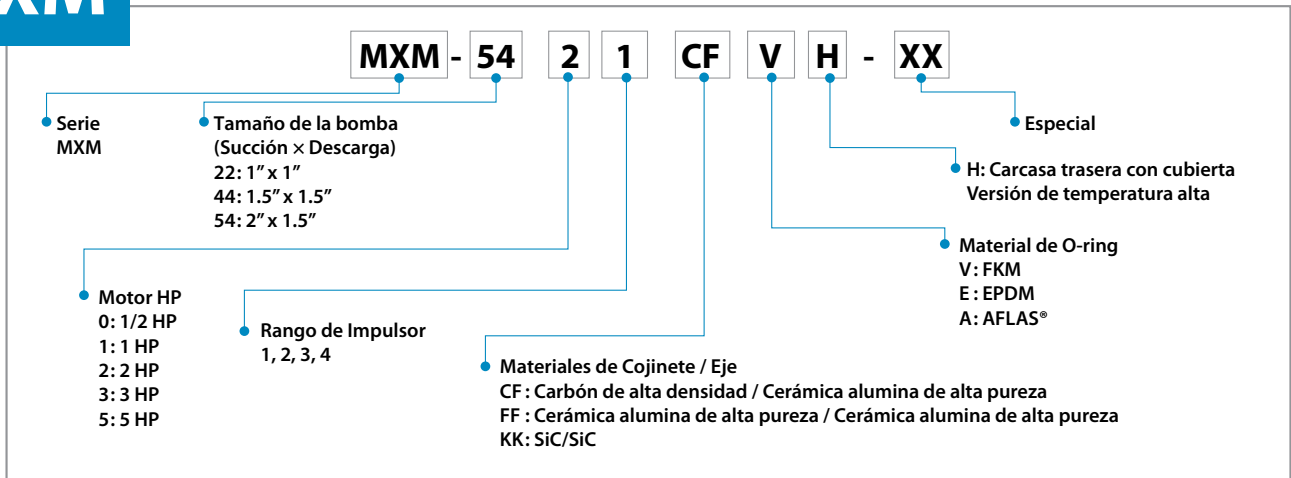 XM
MXM - 54 2 1 CF V H - XX
Serie
MXM
Tamaño de la bomba
(Succión × Descarga)
22: 1” x 1”
44: 1.5” x 1.5”
54: 2” x 1.5”
Especial
H: Carcasa trasera con cubierta
Versión de temperatura alta
Material de O-ring
V: FKM
E: EPDM
A: AFLAS®
Motor HP
0: 1/2 HP
1: 1 HP
2: 2 HP
3: 3 HP
5: 5 HP
Rango de Impulsor
1, 2, 3, 4
Materiales de Cojinete / Eje
CF: Carbón de alta densidad / Cerámica alumina de alta pureza
FF: Cerámica alumina de alta pureza / Cerámica alumina de alta pureza
KK: SiC/SiC